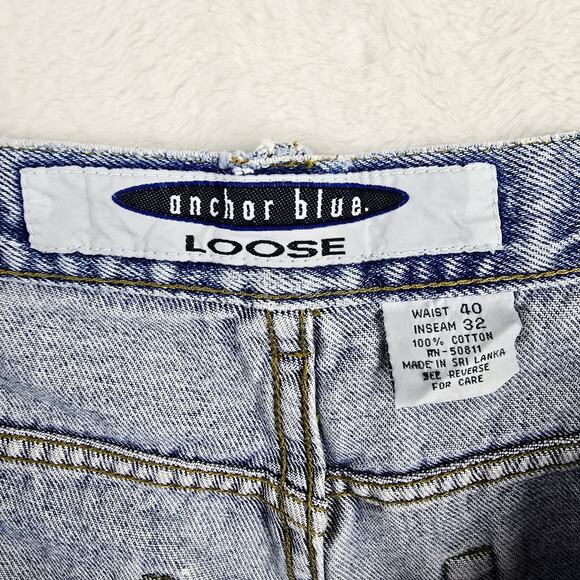 anchor blue.
LOOSE
WAIST 40
INSEAM 32
100% COTTON
RN-50811
MADE IN SRI LANKA
SEE REVERSE
FOR CARE